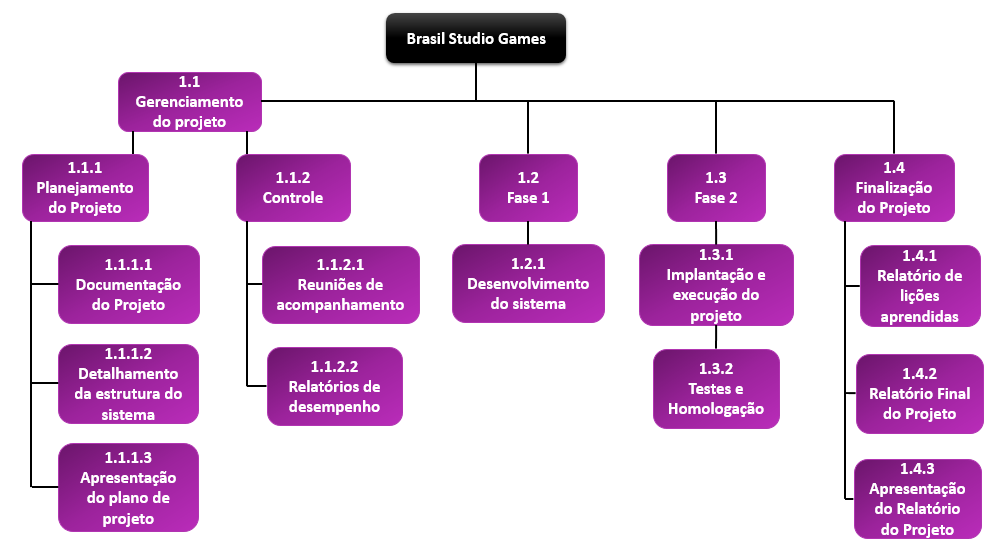 Brasil Studio Games
1.1
Gerenciamento
do projeto
1.1.1
Planejamento
do Projeto
1.1.1.1
Documentação
do Projeto
1.1.1.2
Detalhamento
da estrutura do
sistema
1.1.1.3
Apresentação
do plano de
projeto
1.1.2
Controle
1.1.2.1
Reuniões de
acompanhamento
1.1.2.2
Relatórios de
desempenho
1.2
Fase 1
1.2.1
Desenvolvimento
do sistema
1.3
Fase 2
1.3.1
Implantação e
execução do
projeto
1.3.2
Testes e
Homologação
1.4
Finalização
do Projeto
1.4.1
Relatório de
lições
aprendidas
1.4.2
Relatório Final
do Projeto
1.4.3
Apresentação
do Relatório
do Projeto